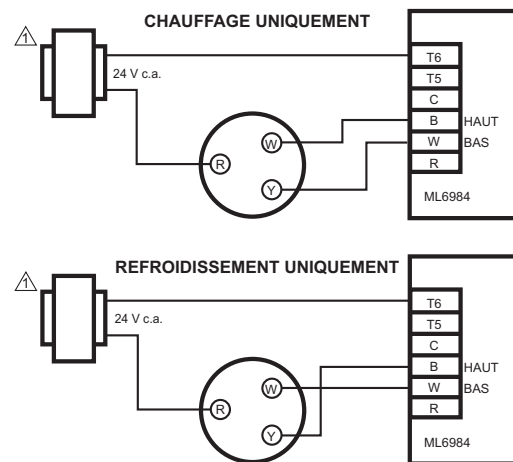 CHAUFFAGE UNIQUEMENT
1
24 V c.a.
R
W
Y
T6
T5
C
B HAUT
W BAS
R
ML6984
REFROIDISSEMENT UNIQUEMENT
1
24 V c.a.
R
W
Y
T6
T5
C
B HAUT
W BAS
R
ML6984